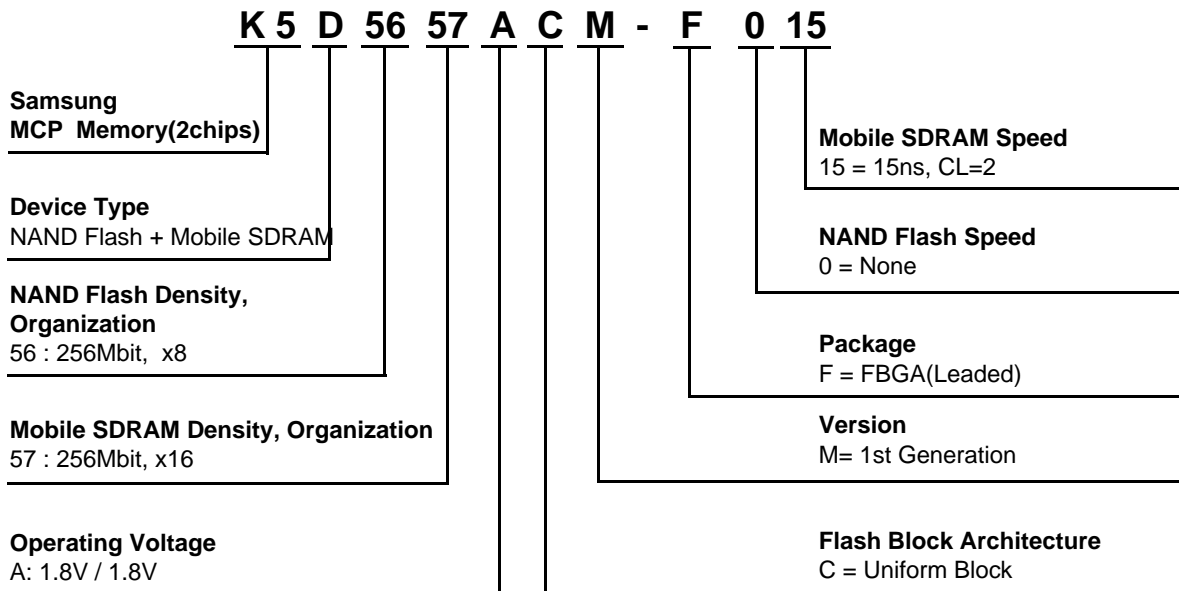 K 5 D 56 57 A C M - F 0 15
Samsung
MCP Memory(2chips)
Device Type
NAND Flash + Mobile SDRAM
NAND Flash Density,
Organization
56 : 256Mbit, x8
Mobile SDRAM Density, Organization
57 : 256Mbit, x16
Operating Voltage
A: 1.8V / 1.8V
Mobile SDRAM Speed
15 = 15ns, CL=2
NAND Flash Speed
0 = None
Package
F = FBGA(Leaded)
Version
M= 1st Generation
Flash Block Architecture
C = Uniform Block